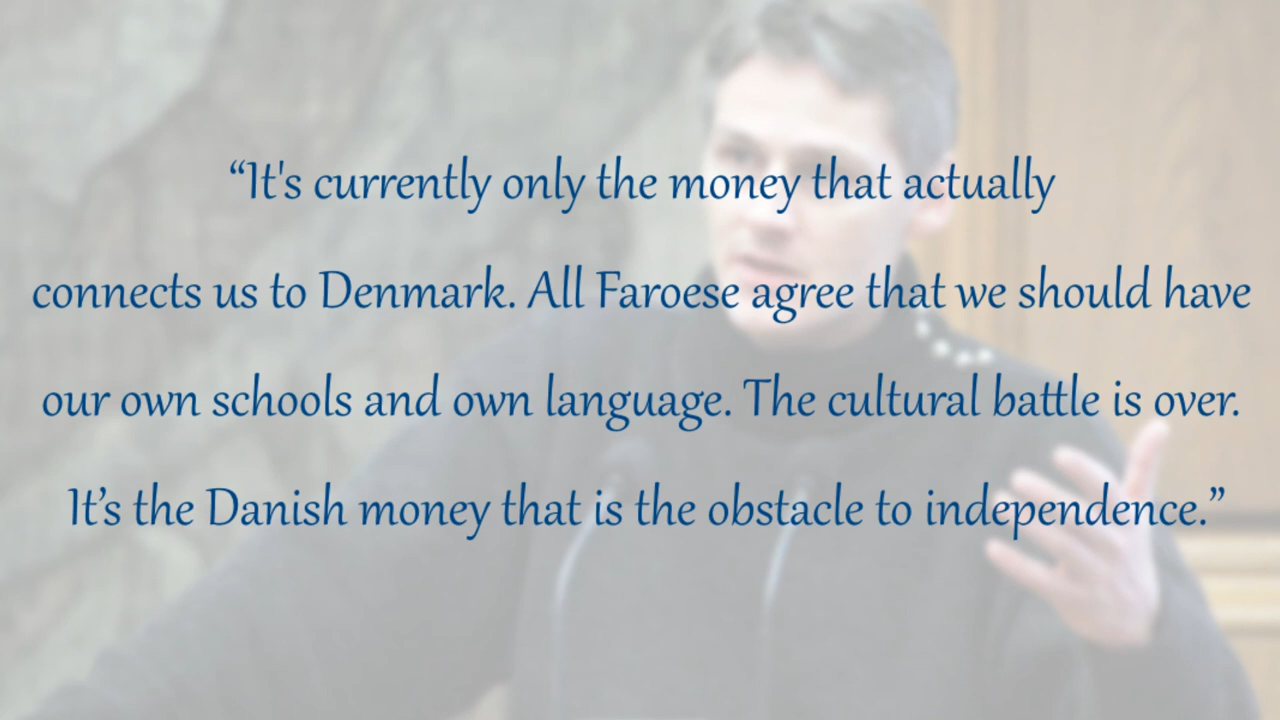 “It's currently only the money that actually
connects us to Denmark. All Faroese agree that we should have
our own schools and own language. The cultural battle is over.
It’s the Danish money that is the obstacle to independence.”